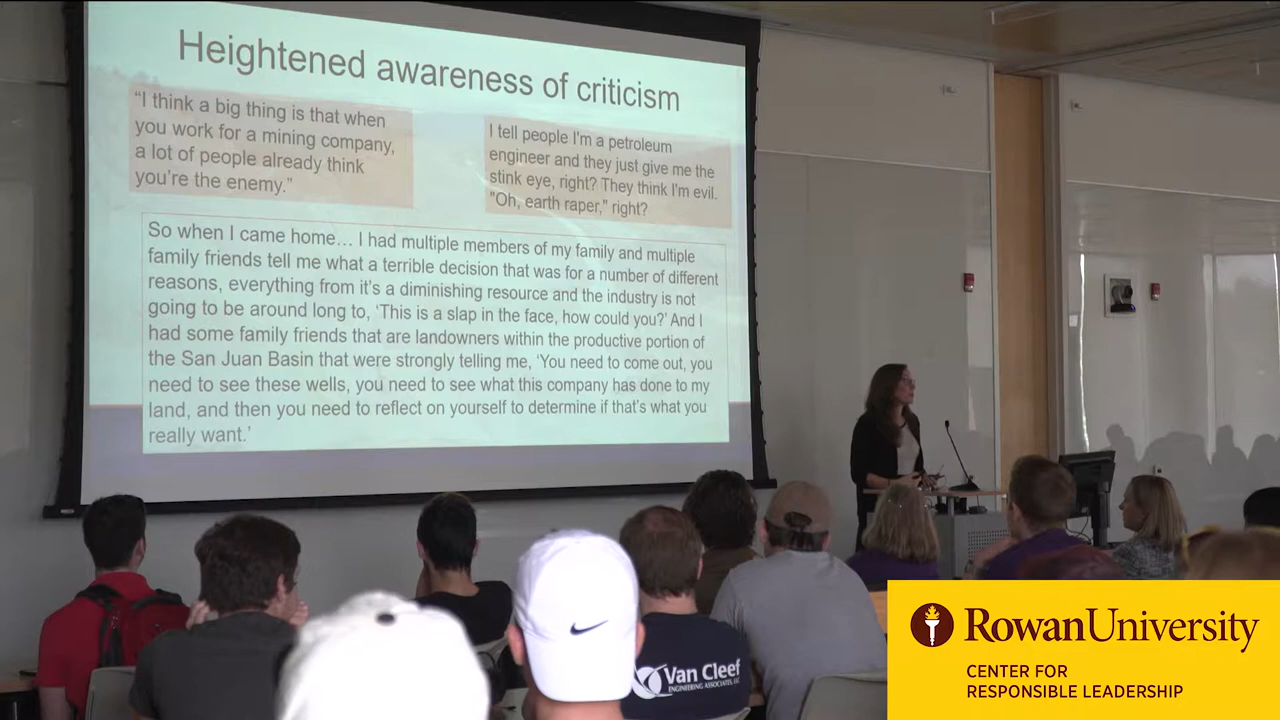 Heightened awareness of criticism
“I think a big thing is that when
you work for a mining company,
a lot of people already think
you’re the enemy.”
I tell people I'm a petroleum
engineer and they just give me the
stink eye, right? They think I'm evil.
"Oh, earth raper," right?
So when I came home… I had multiple members of my family and multiple
family friends tell me what a terrible decision that was for a number of different
reasons, everything from it’s a diminishing resource and the industry is not
going to be around long to, ‘This is a slap in the face, how could you?’ And I
had some family friends that are landowners within the productive portion of
the San Juan Basin that were strongly telling me, ‘You need to come out, you
need to see these wells, you need to see what this company has done to my
land, and then you need to reflect on yourself to determine if that’s what you
really want.’
Van Cleef
ENGINEERING ASSOCIATES, LLC
RowanUniversity
CENTER FOR
RESPONSIBLE LEADERSHIP